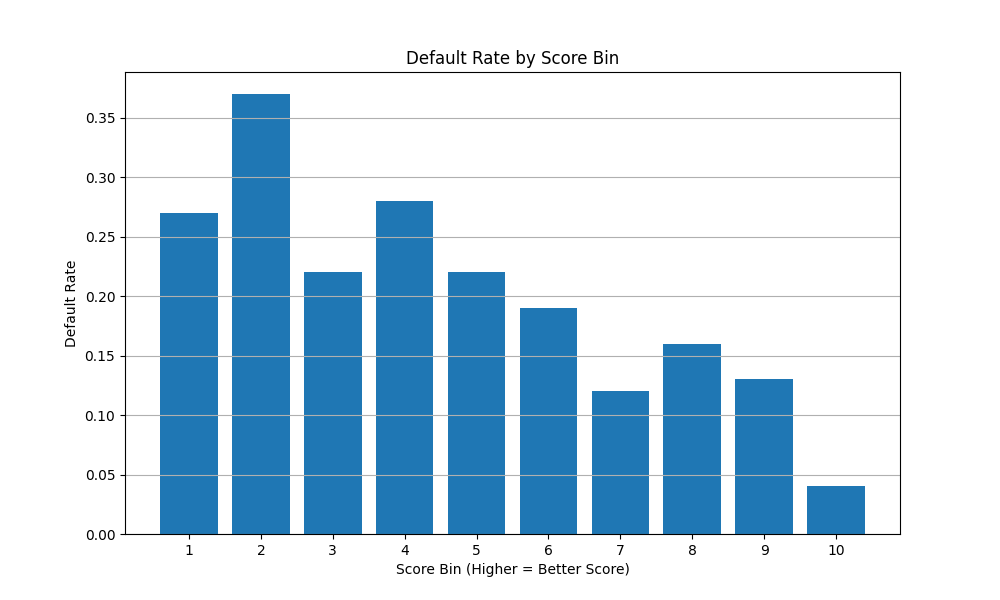 Default Rate by Score Bin
Default Rate
0.35
0.30
0.25
0.20
0.15
0.10
0.05
0.00
1 2 3 4 5 6 7 8 9 10
Score Bin (Higher = Better Score)